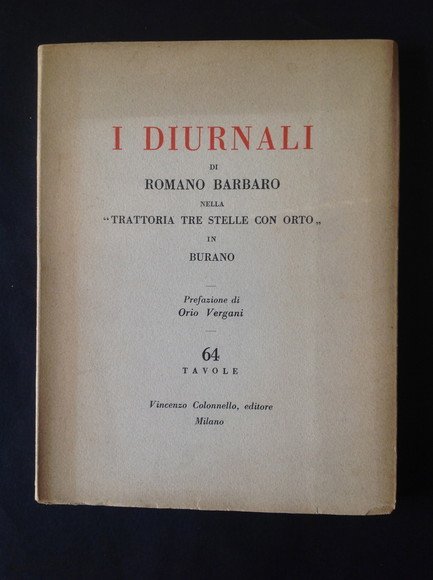 I DIURNALI
DI
ROMANO BARBARO
NELLA
“TRATTORIA TRE STELLE CON ORTO„
IN
BURANO
Prefazione di
Orio Vergani
64
TAVOLE
Vincenzo Colonnello, editore
Milano